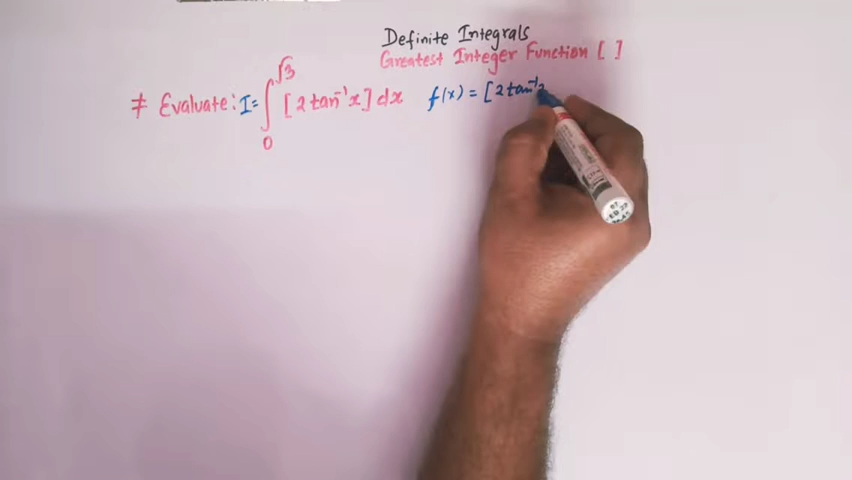 Definite Integrals
Greatest Integer Function [ ]
≠ Evaluate: I = ∫₀^√3 [2 tan⁻¹x] dx f(x) = [2 tan⁻¹